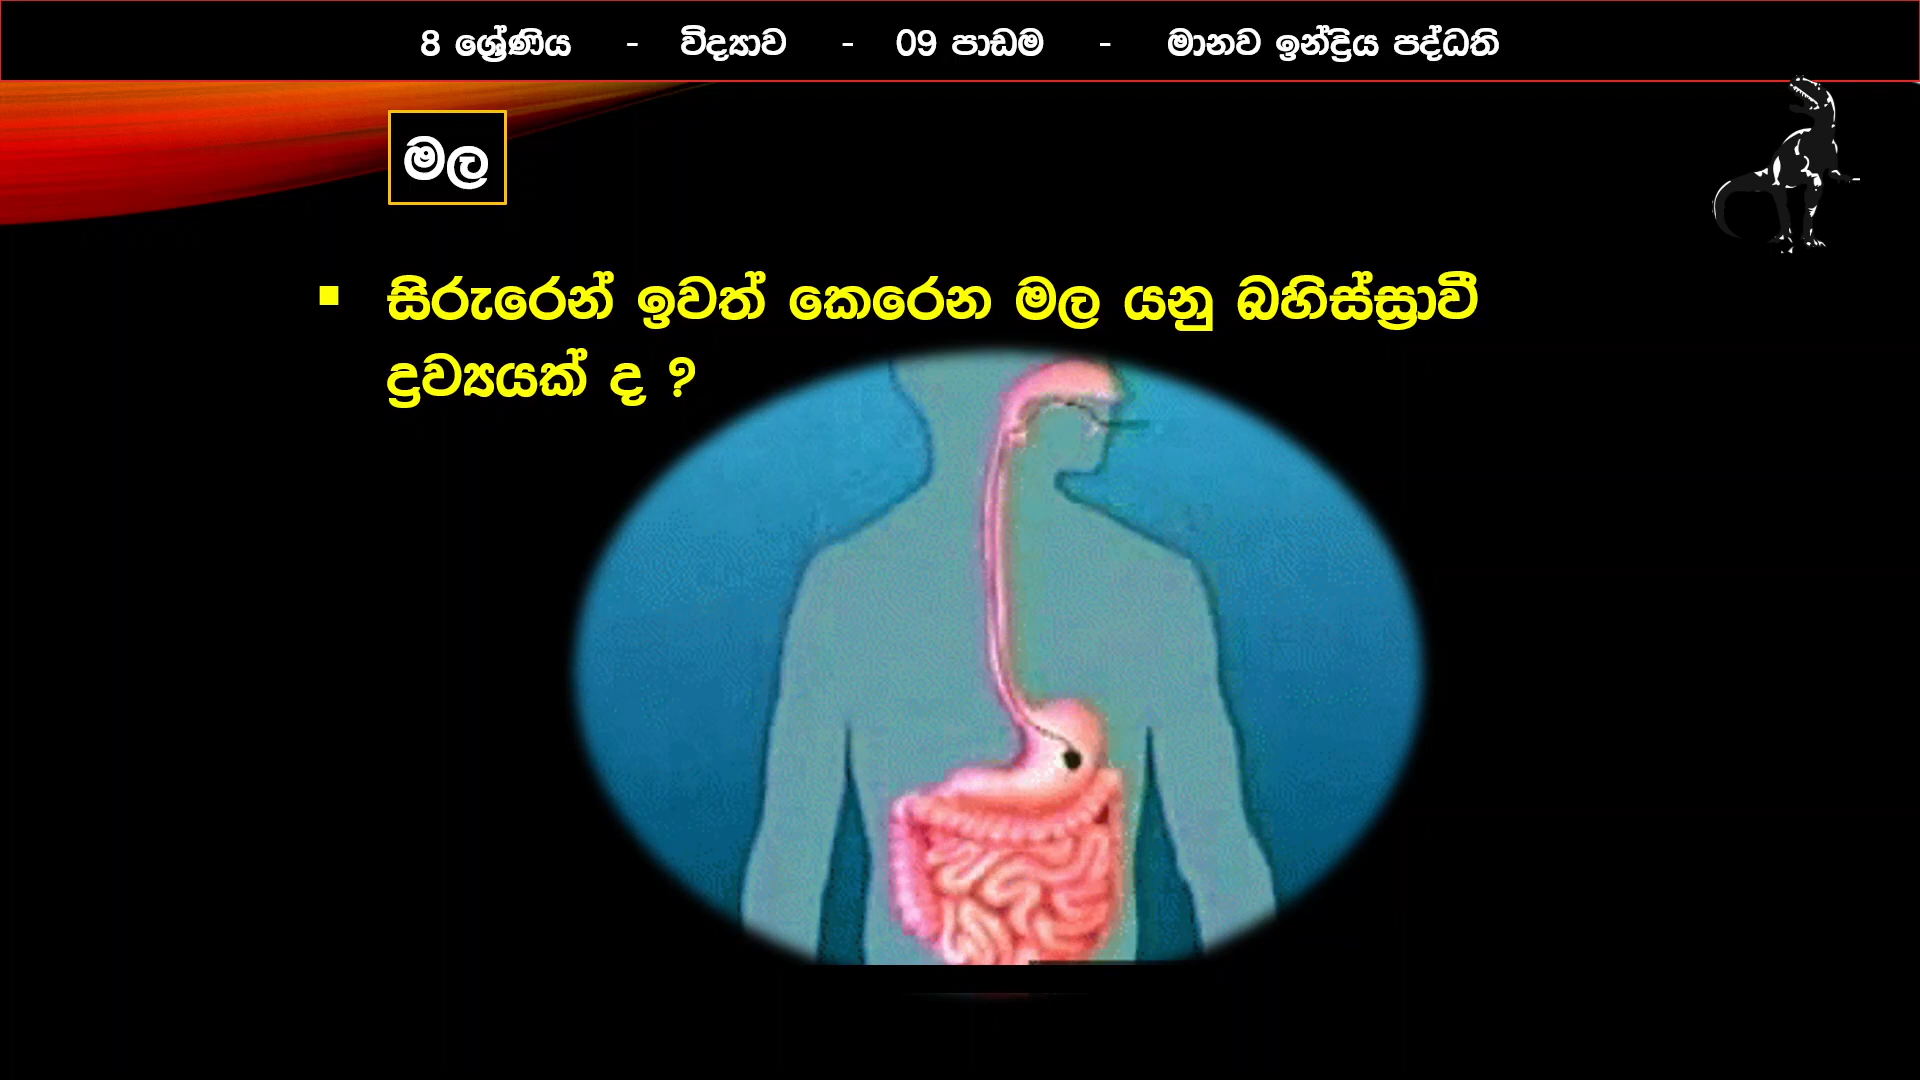 8 ශ්‍රේණිය - විද්‍යාව - 09 පාඩම - මානව ඉන්ද්‍රිය පද්ධති
මල
▪ සිරුරෙන් ඉවත් කෙරෙන මල යනු බහිස්ස්‍රාවී
ද්‍රව්‍යයක් ද ?